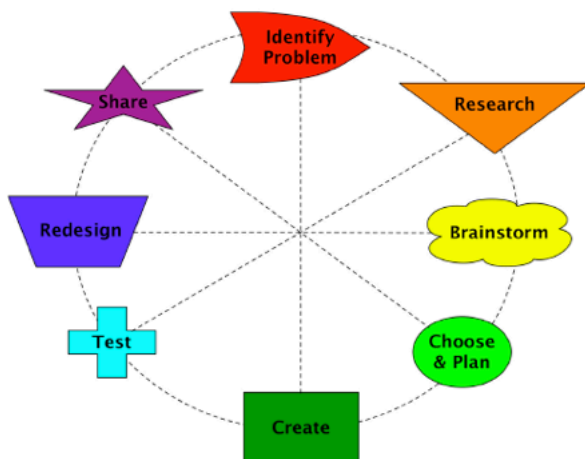 Identify
Problem
Research
Brainstorm
Choose
& Plan
Create
Test
Redesign
Share